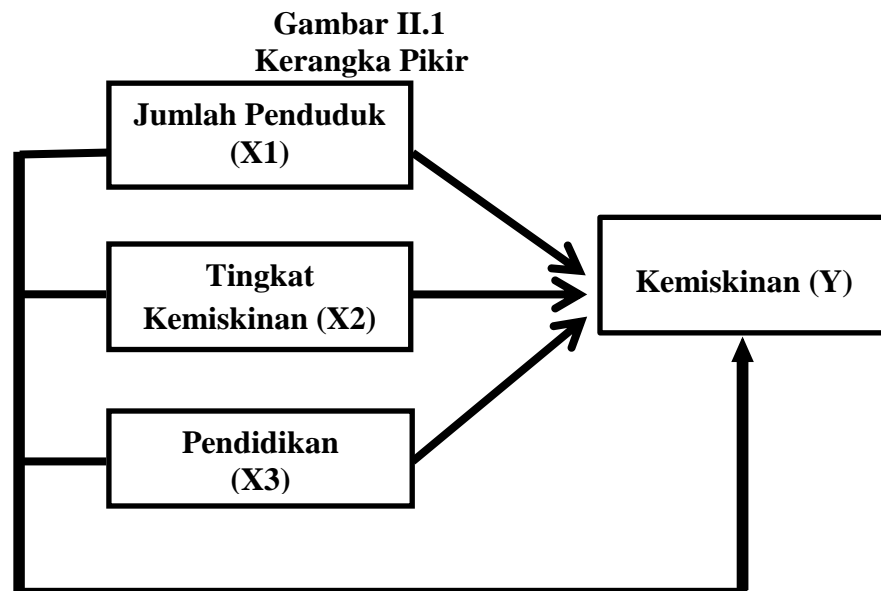 Gambar II.1
Kerangka Pikir
Jumlah Penduduk
(X1)
Tingkat
Kemiskinan (X2)
Kemiskinan (Y)
Pendidikan
(X3)